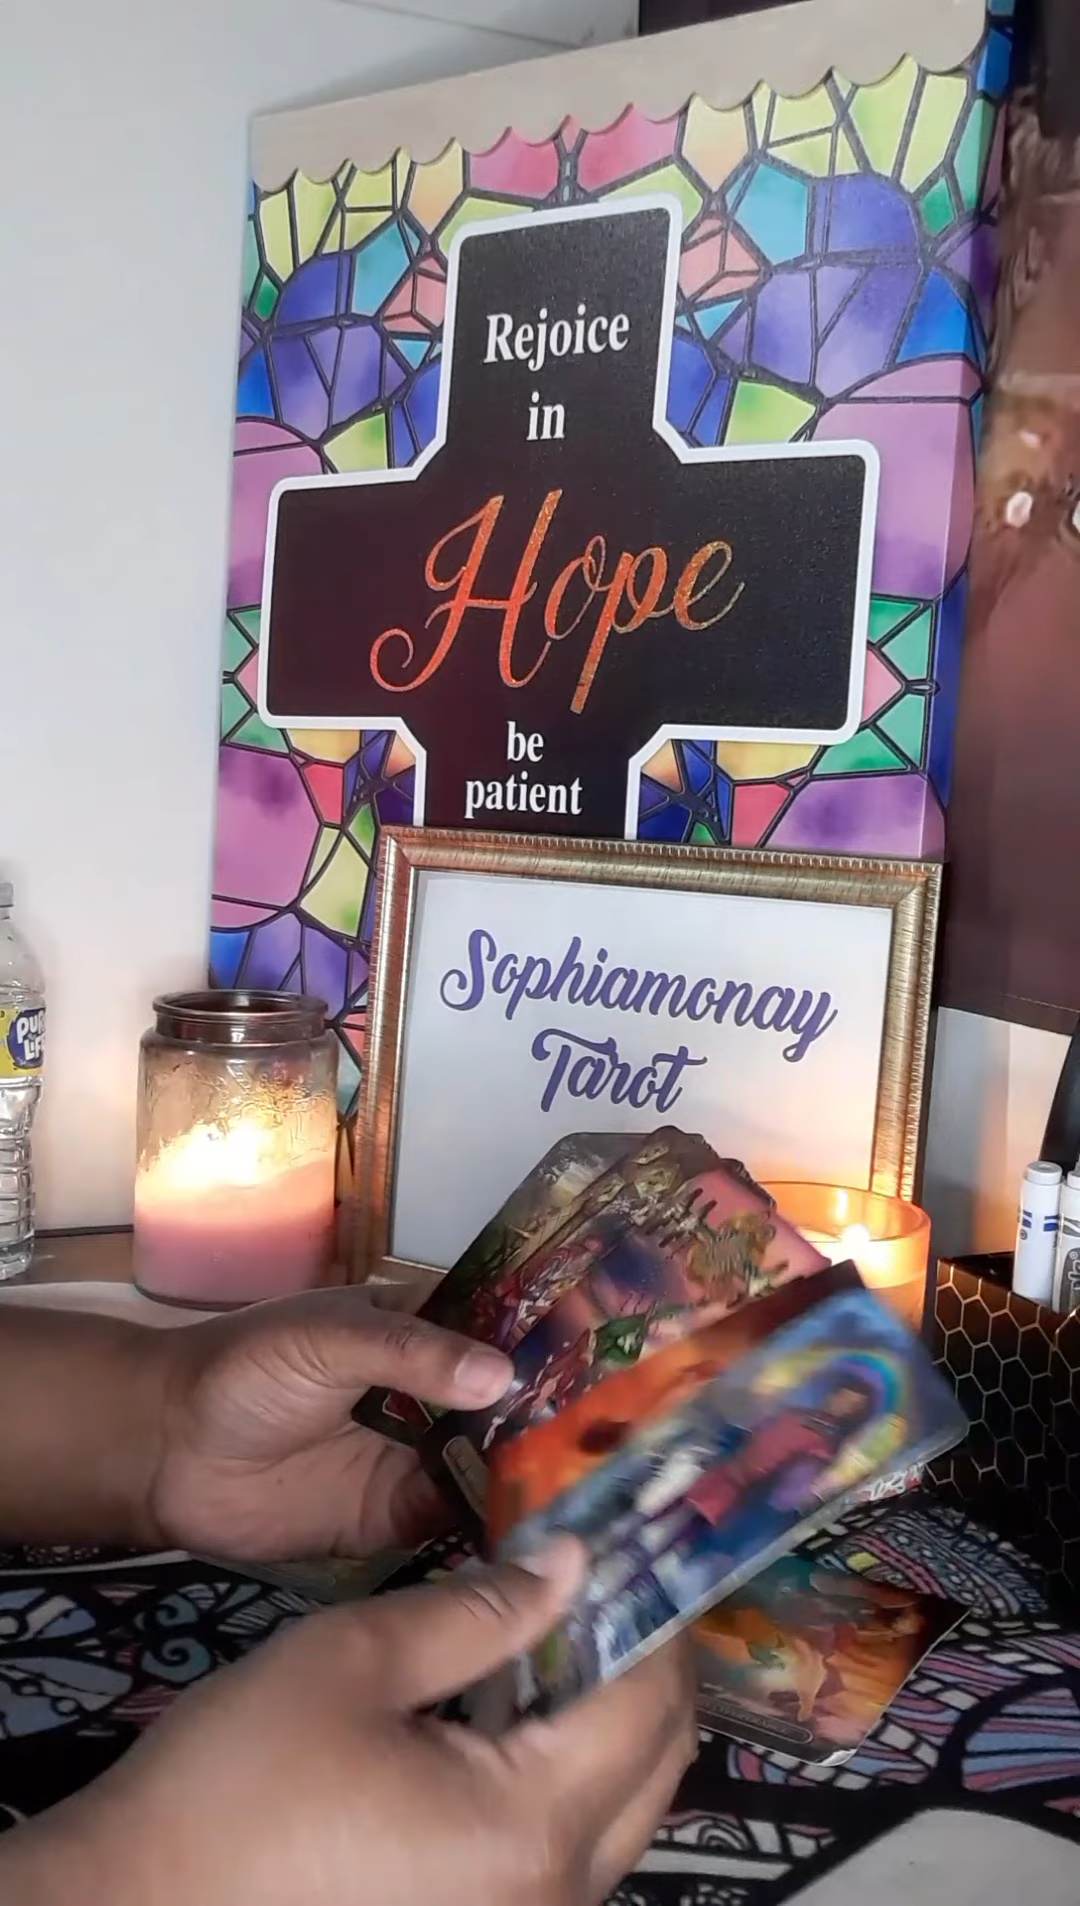 Rejoice
in
Hope
be
patient
Sophiamonay
Tarot
PURE
LIFE